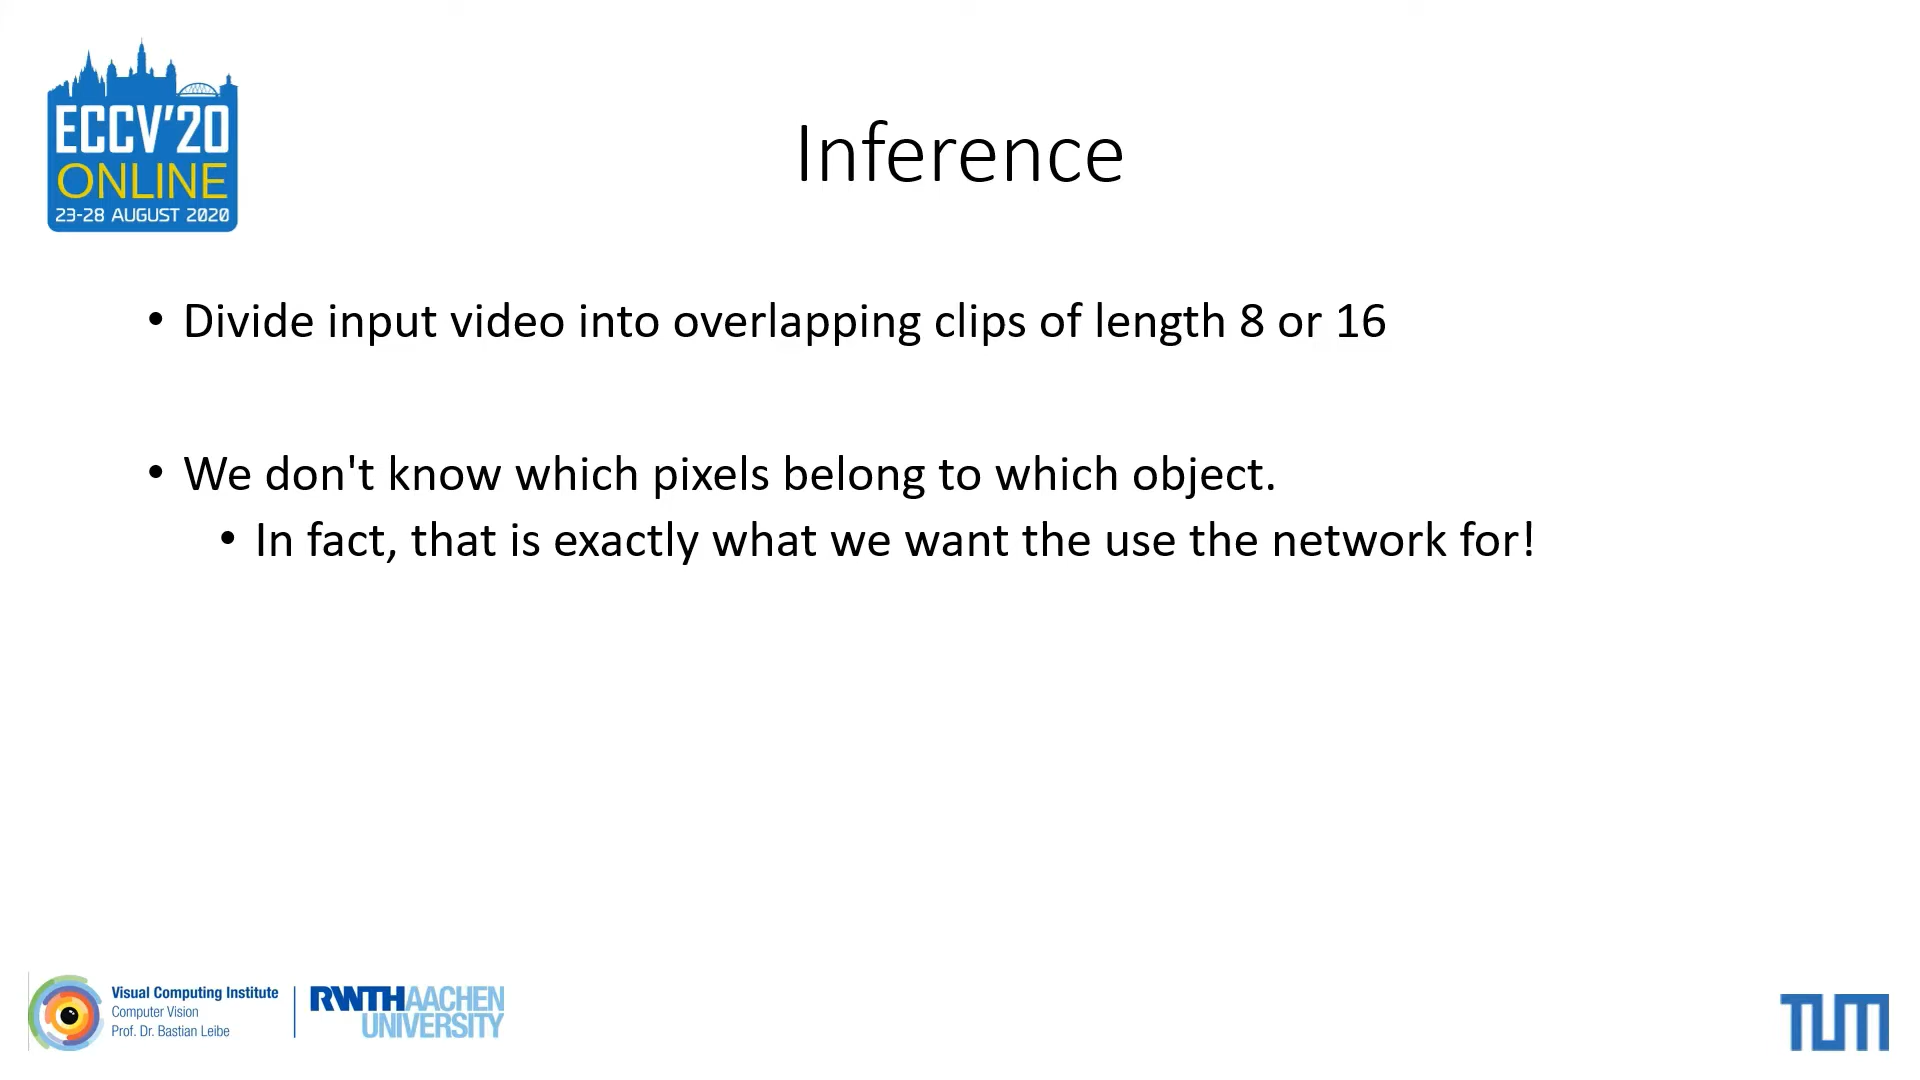 ECCV'20
ONLINE
23-28 AUGUST 2020
Inference
• Divide input video into overlapping clips of length 8 or 16
• We don't know which pixels belong to which object.
• In fact, that is exactly what we want the use the network for!
Visual Computing Institute
Computer Vision
Prof. Dr. Bastian Leibe
RWTHAACHEN
UNIVERSITY
TUM